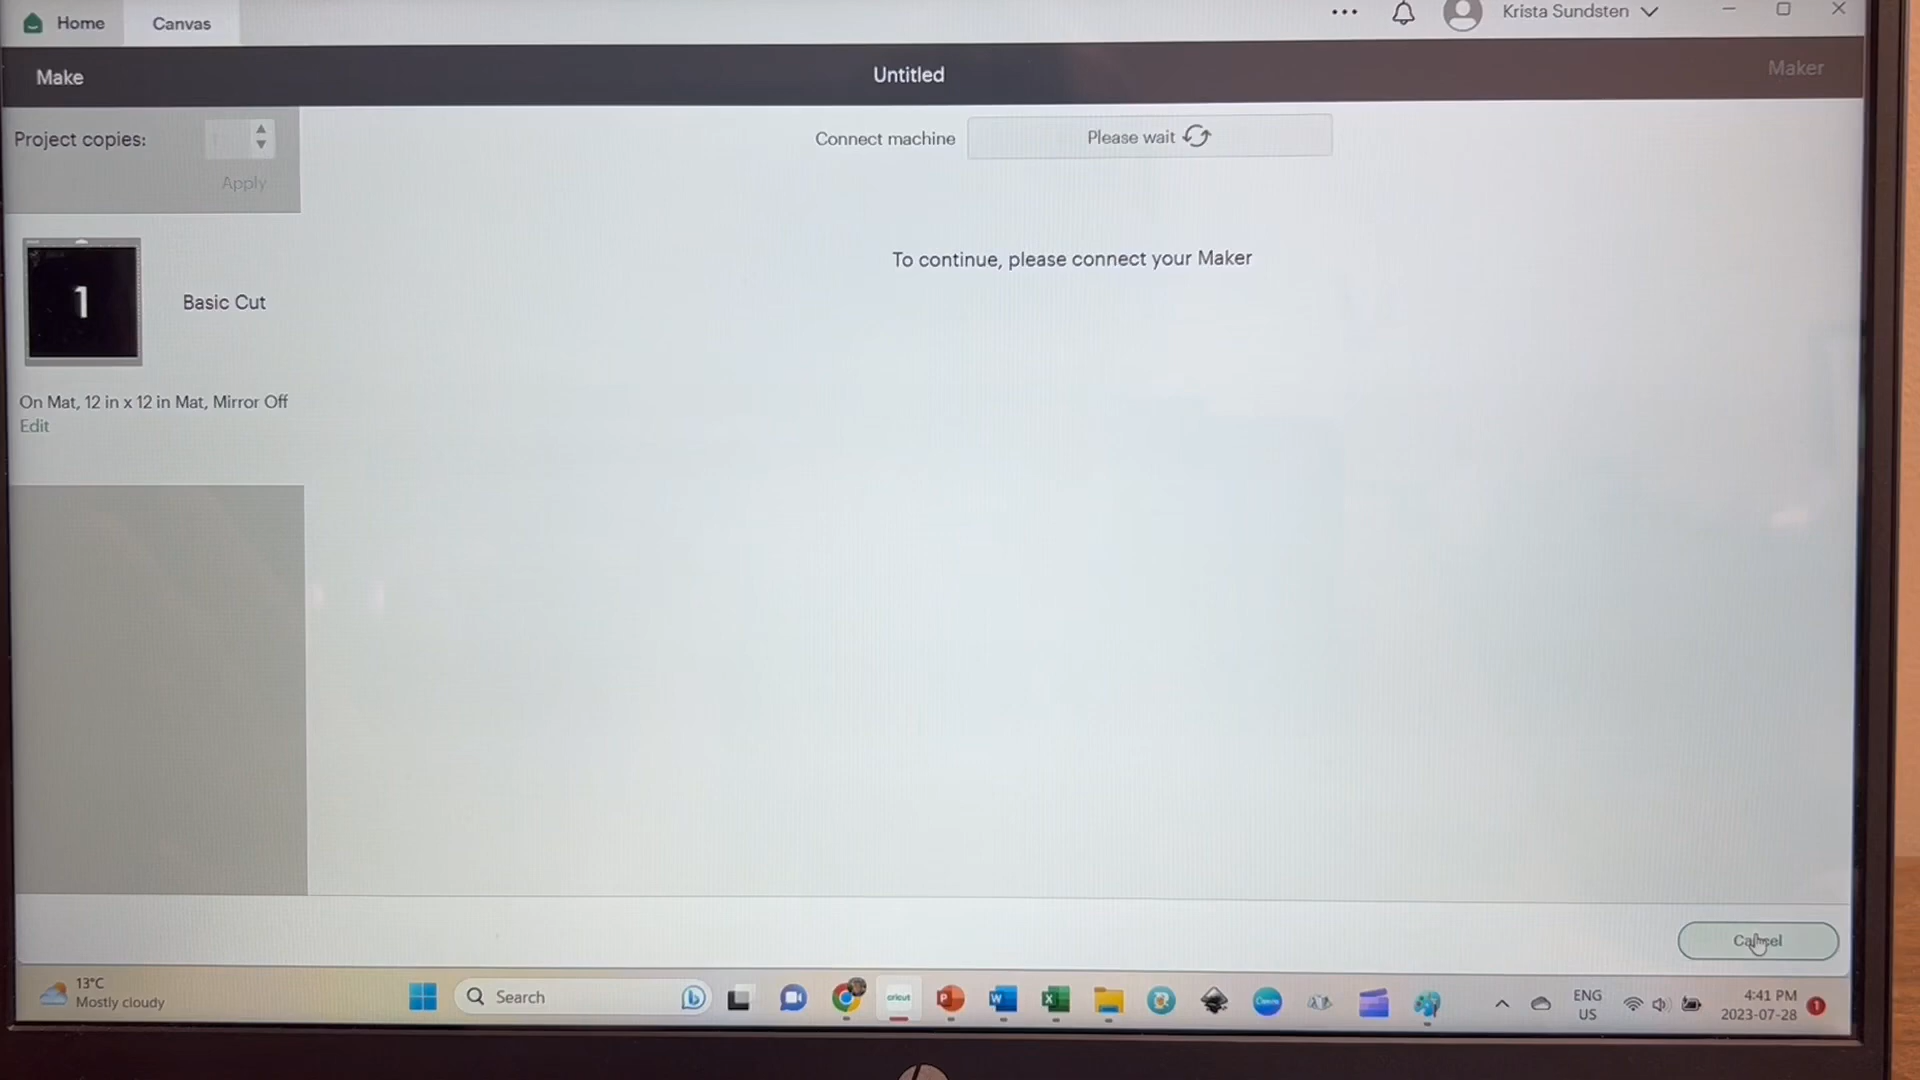 Home
Canvas
Krista Sundsten
Make
Untitled
Maker
Project copies:
Apply
Connect machine
Please wait
To continue, please connect your Maker
1
Basic Cut
On Mat, 12 in x 12 in Mat, Mirror Off
Edit
Cancel
13°C
Mostly cloudy
Search
cricut
ENG
US
4:41 PM
2023-07-28
1